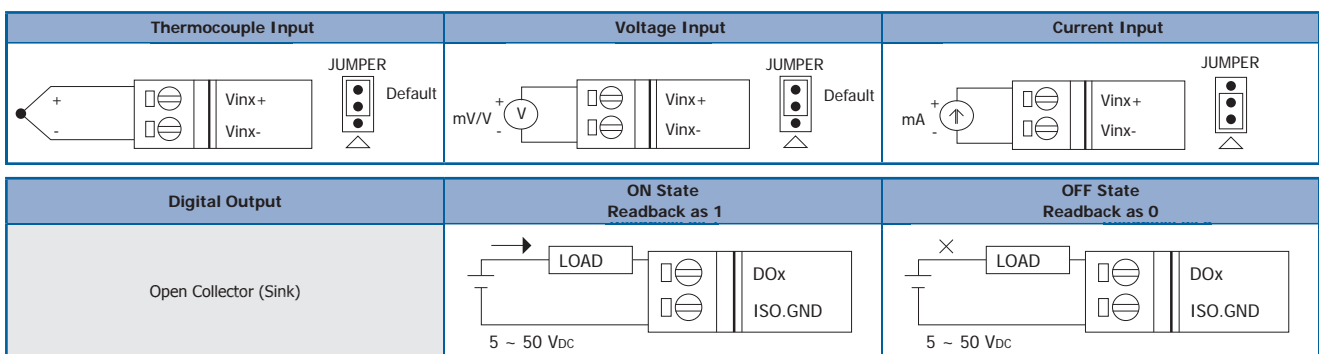 Thermocouple Input
Voltage Input
Current Input
JUMPER
+
-
Vinx+
Vinx-
Default
JUMPER
mV/V
+
-
V
Vinx+
Vinx-
Default
JUMPER
mA
+
-
Vinx+
Vinx-
Digital Output
ON State
Readback as 1
OFF State
Readback as 0
Open Collector (Sink)
LOAD
DOx
ISO.GND
5 ~ 50 VDC
LOAD
DOx
ISO.GND
5 ~ 50 VDC